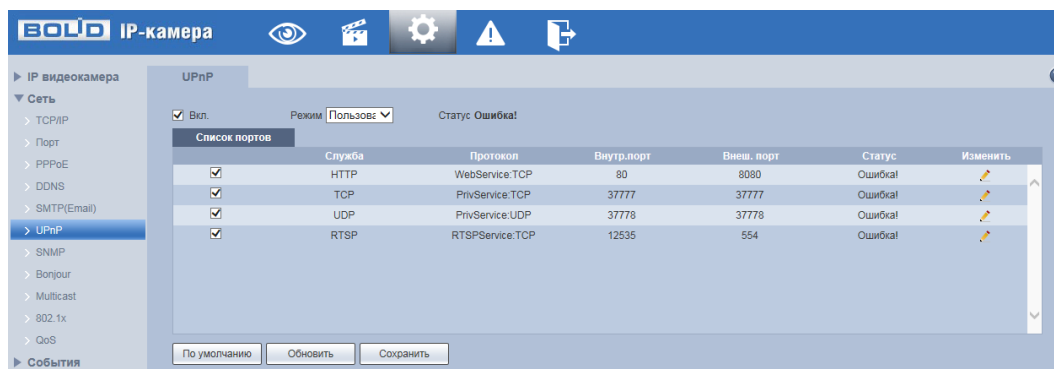 BOLID IP-камера
IP видеокамера
Сеть
TCP/IP
Порт
PPPoE
DDNS
SMTP(Email)
UPnP
SNMP
Bonjour
Multicast
802.1x
QoS
События
UPnP
Вкл. Режим Пользова Статус Ошибка!
Список портов
Служба Протокол Внутр.порт Внеш. порт Статус Изменить
HTTP WebService:TCP 80 8080 Ошибка!
TCP PrivService:TCP 37777 37777 Ошибка!
UDP PrivService:UDP 37778 37778 Ошибка!
RTSP RTSPService:TCP 12535 554 Ошибка!
По умолчанию Обновить Сохранить